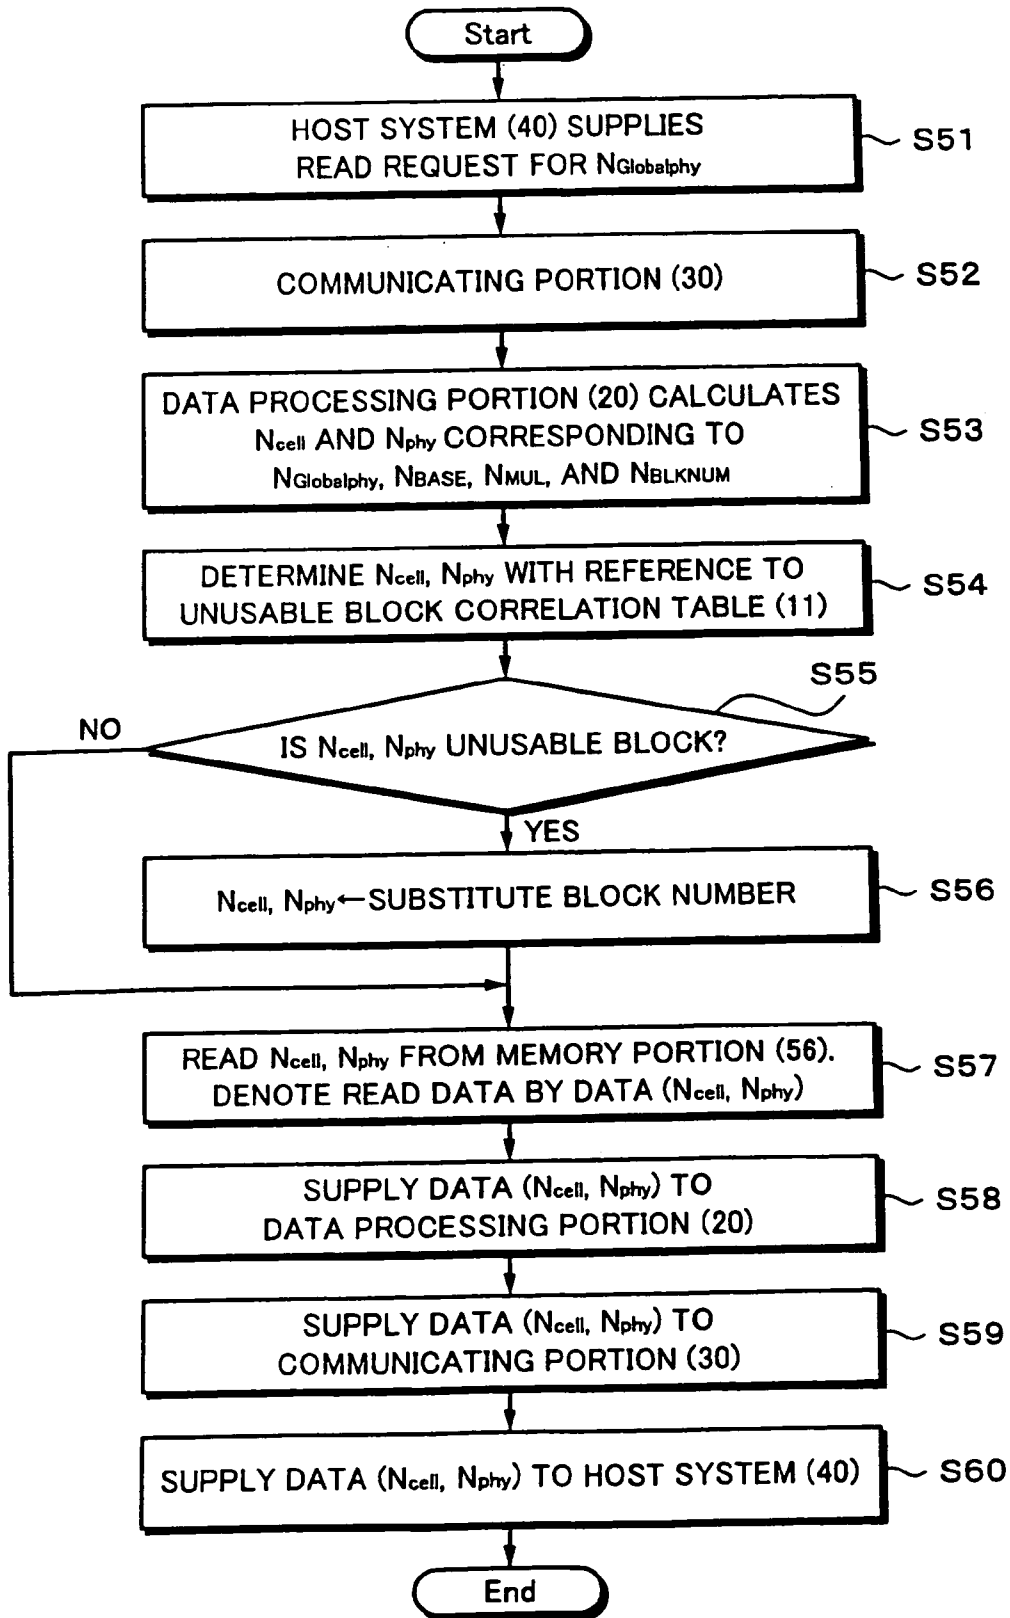 Start
HOST SYSTEM (40) SUPPLIES
READ REQUEST FOR NGlobalphy
S51
COMMUNICATING PORTION (30)
S52
DATA PROCESSING PORTION (20) CALCULATES
Ncell AND Nphy CORRESPONDING TO
NGlobalphy, NBASE, NMUL, AND NBLKNUM
S53
DETERMINE Ncell, Nphy WITH REFERENCE TO
UNUSABLE BLOCK CORRELATION TABLE (11)
S54
S55
NO
IS Ncell, Nphy UNUSABLE BLOCK?
YES
Ncell, Nphy←SUBSTITUTE BLOCK NUMBER
S56
READ Ncell, Nphy FROM MEMORY PORTION (56).
DENOTE READ DATA BY DATA (Ncell, Nphy)
S57
SUPPLY DATA (Ncell, Nphy) TO
DATA PROCESSING PORTION (20)
S58
SUPPLY DATA (Ncell, Nphy) TO
COMMUNICATING PORTION (30)
S59
SUPPLY DATA (Ncell, Nphy) TO HOST SYSTEM (40)
S60
End